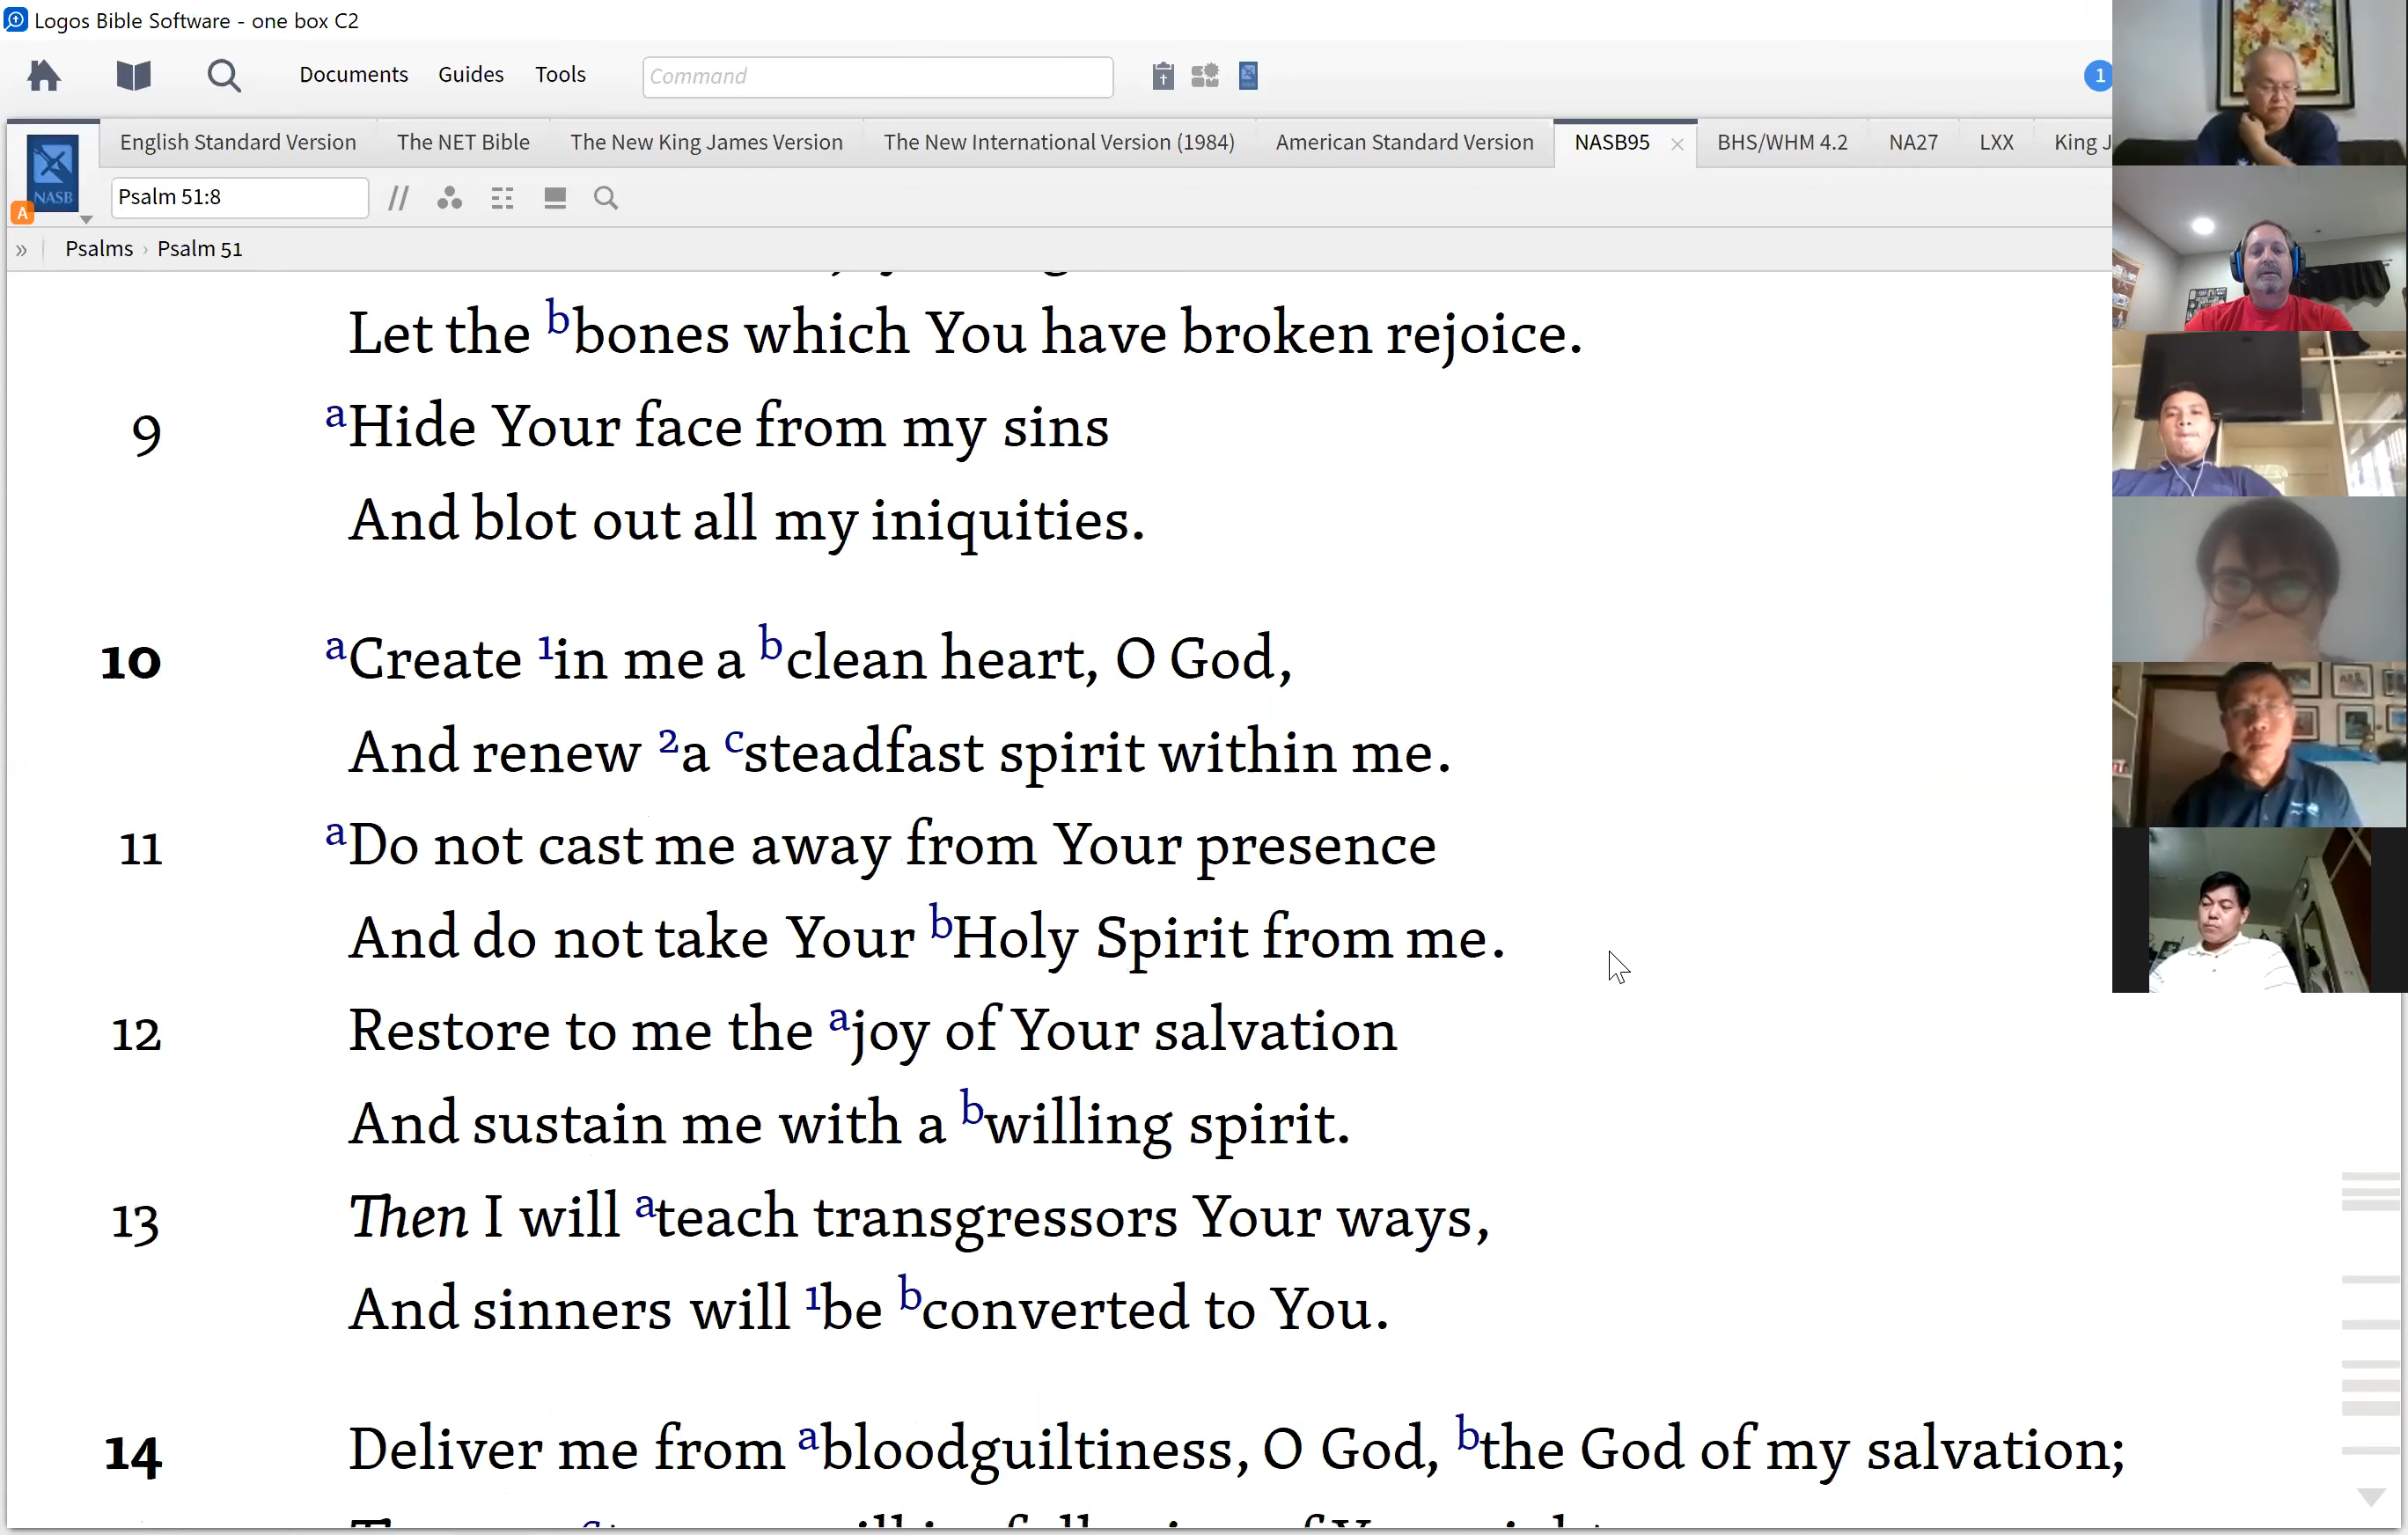 Logos Bible Software - one box C2
Documents Guides Tools Command 1
English Standard Version The NET Bible The New King James Version The New International Version (1984) American Standard Version NASB95 BHS/WHM 4.2 NA27 LXX King J
NASB
A
Psalm 51:8
» Psalms › Psalm 51
Let the bbones which You have broken rejoice.
9 aHide Your face from my sins
And blot out all my iniquities.
10 aCreate 1in me a bclean heart, O God,
And renew 2a csteadfast spirit within me.
11 aDo not cast me away from Your presence
And do not take Your bHoly Spirit from me.
12 Restore to me the ajoy of Your salvation
And sustain me with a bwilling spirit.
13 Then I will ateach transgressors Your ways,
And sinners will 1be bconverted to You.
14 Deliver me from abloodguiltiness, O God, bthe God of my salvation;